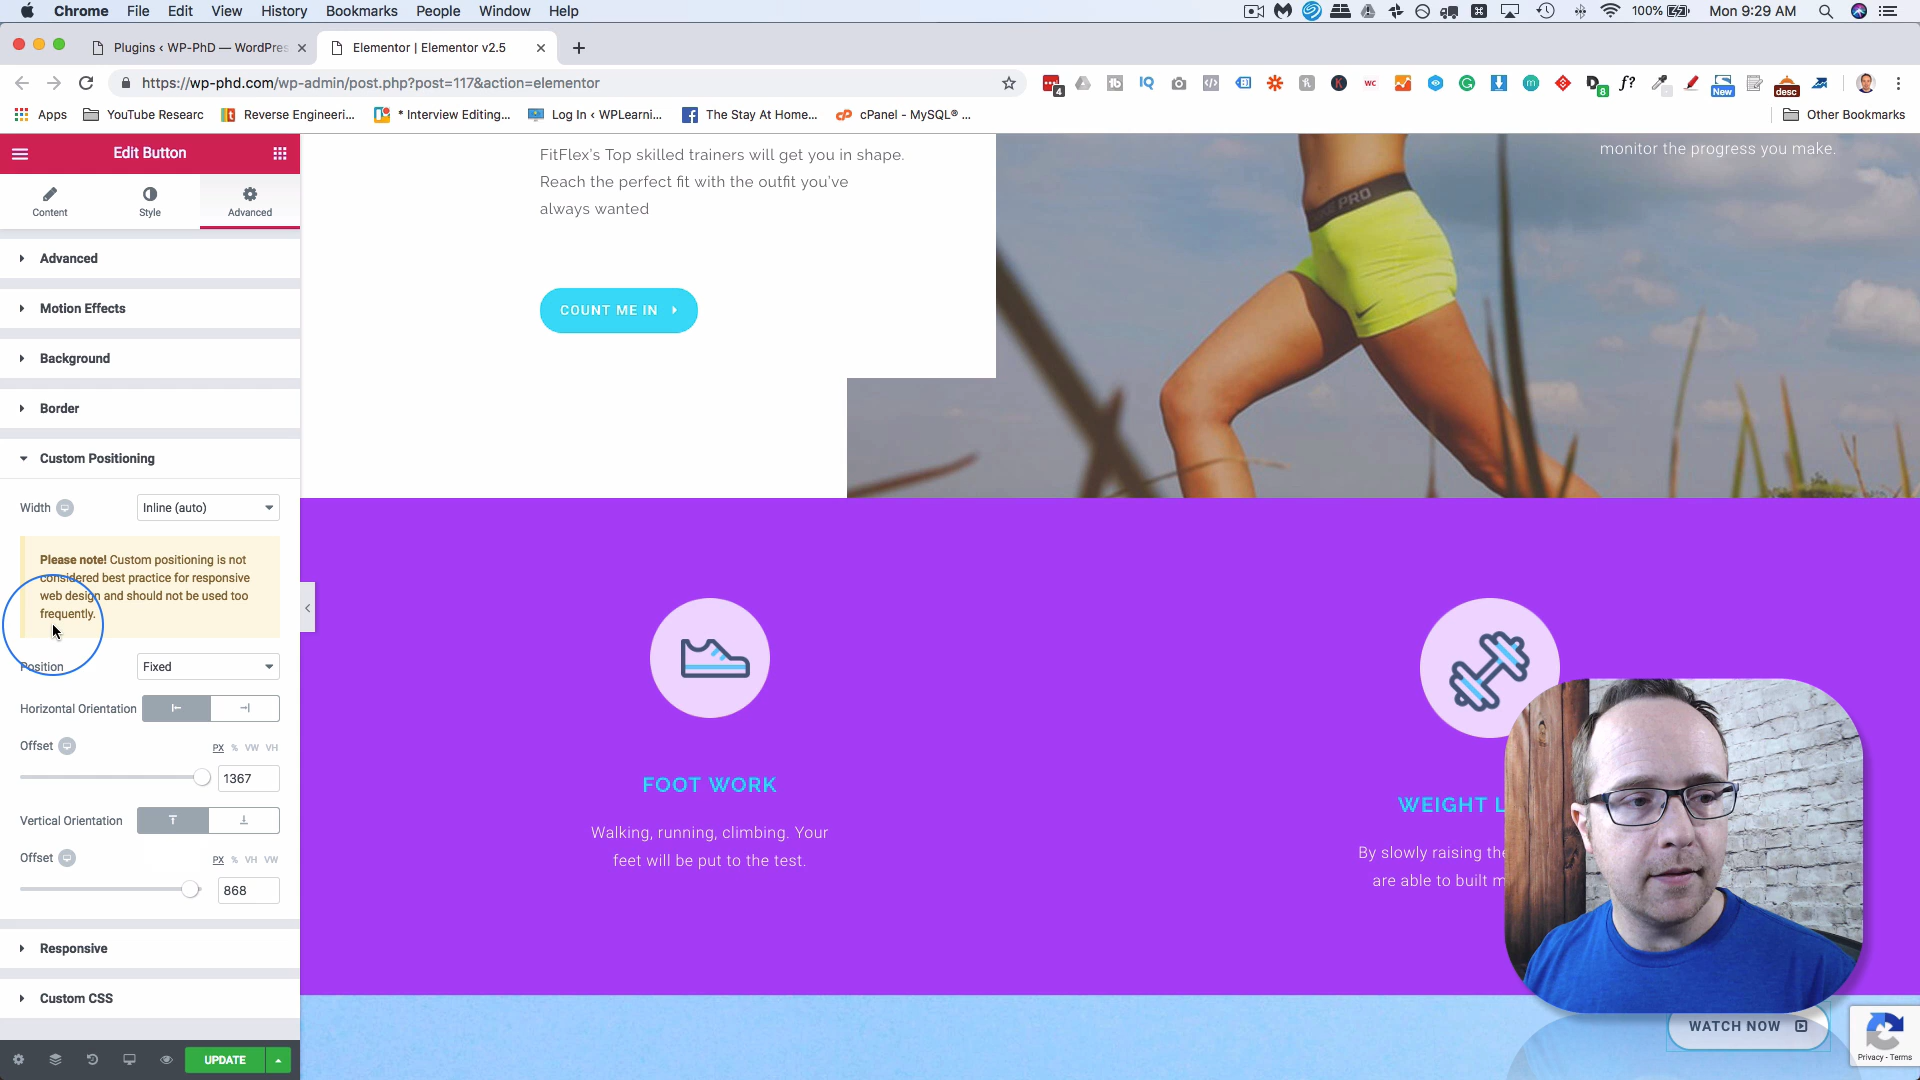 Chrome File Edit View History Bookmarks People Window Help 100% Mon 9:29 AM
Plugins ‹ WP-PhD — WordPres
Elementor | Elementor v2.5
https://wp-phd.com/wp-admin/post.php?post=117&action=elementor
4 WC 8 f? New desc
Apps YouTube Researc Reverse Engineeri... * Interview Editing... Log In ‹ WPLearni... The Stay At Home... cPanel - MySQL® ... Other Bookmarks
Edit Button
Content Style Advanced
Advanced
Motion Effects
Background
Border
Custom Positioning
Width Inline (auto)
Please note! Custom positioning is not
considered best practice for responsive
web design and should not be used too
frequently.
Position Fixed
Horizontal Orientation
Offset PX % VW VH
1367
Vertical Orientation
Offset PX % VH VW
868
Responsive
Custom CSS
UPDATE
FitFlex's Top skilled trainers will get you in shape.
Reach the perfect fit with the outfit you've
always wanted
COUNT ME IN
monitor the progress you make.
PRO
FOOT WORK
Walking, running, climbing. Your
feet will be put to the test.
WEIGHT L
By slowly raising the
are able to built m
WATCH NOW
Privacy - Terms